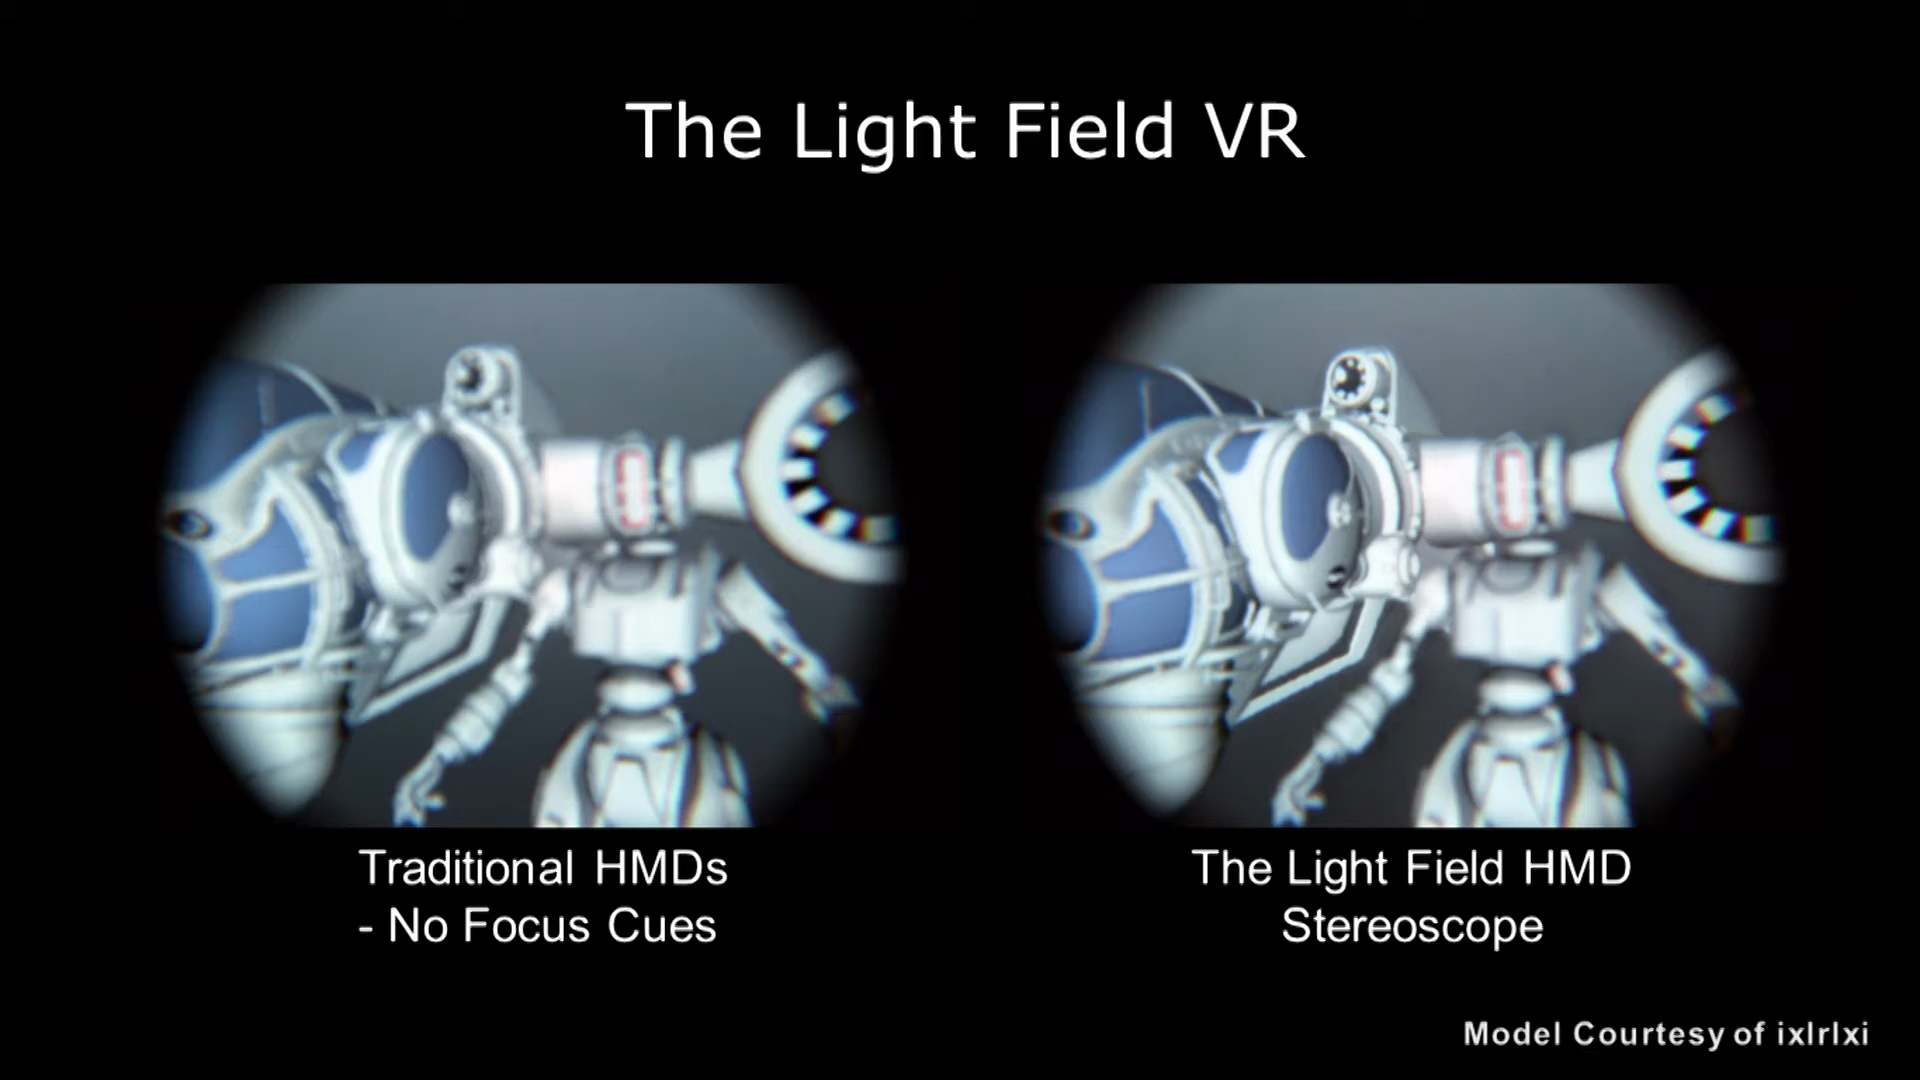 The Light Field VR
Traditional HMDs
- No Focus Cues
The Light Field HMD
Stereoscope
Model Courtesy of ixlrlxi